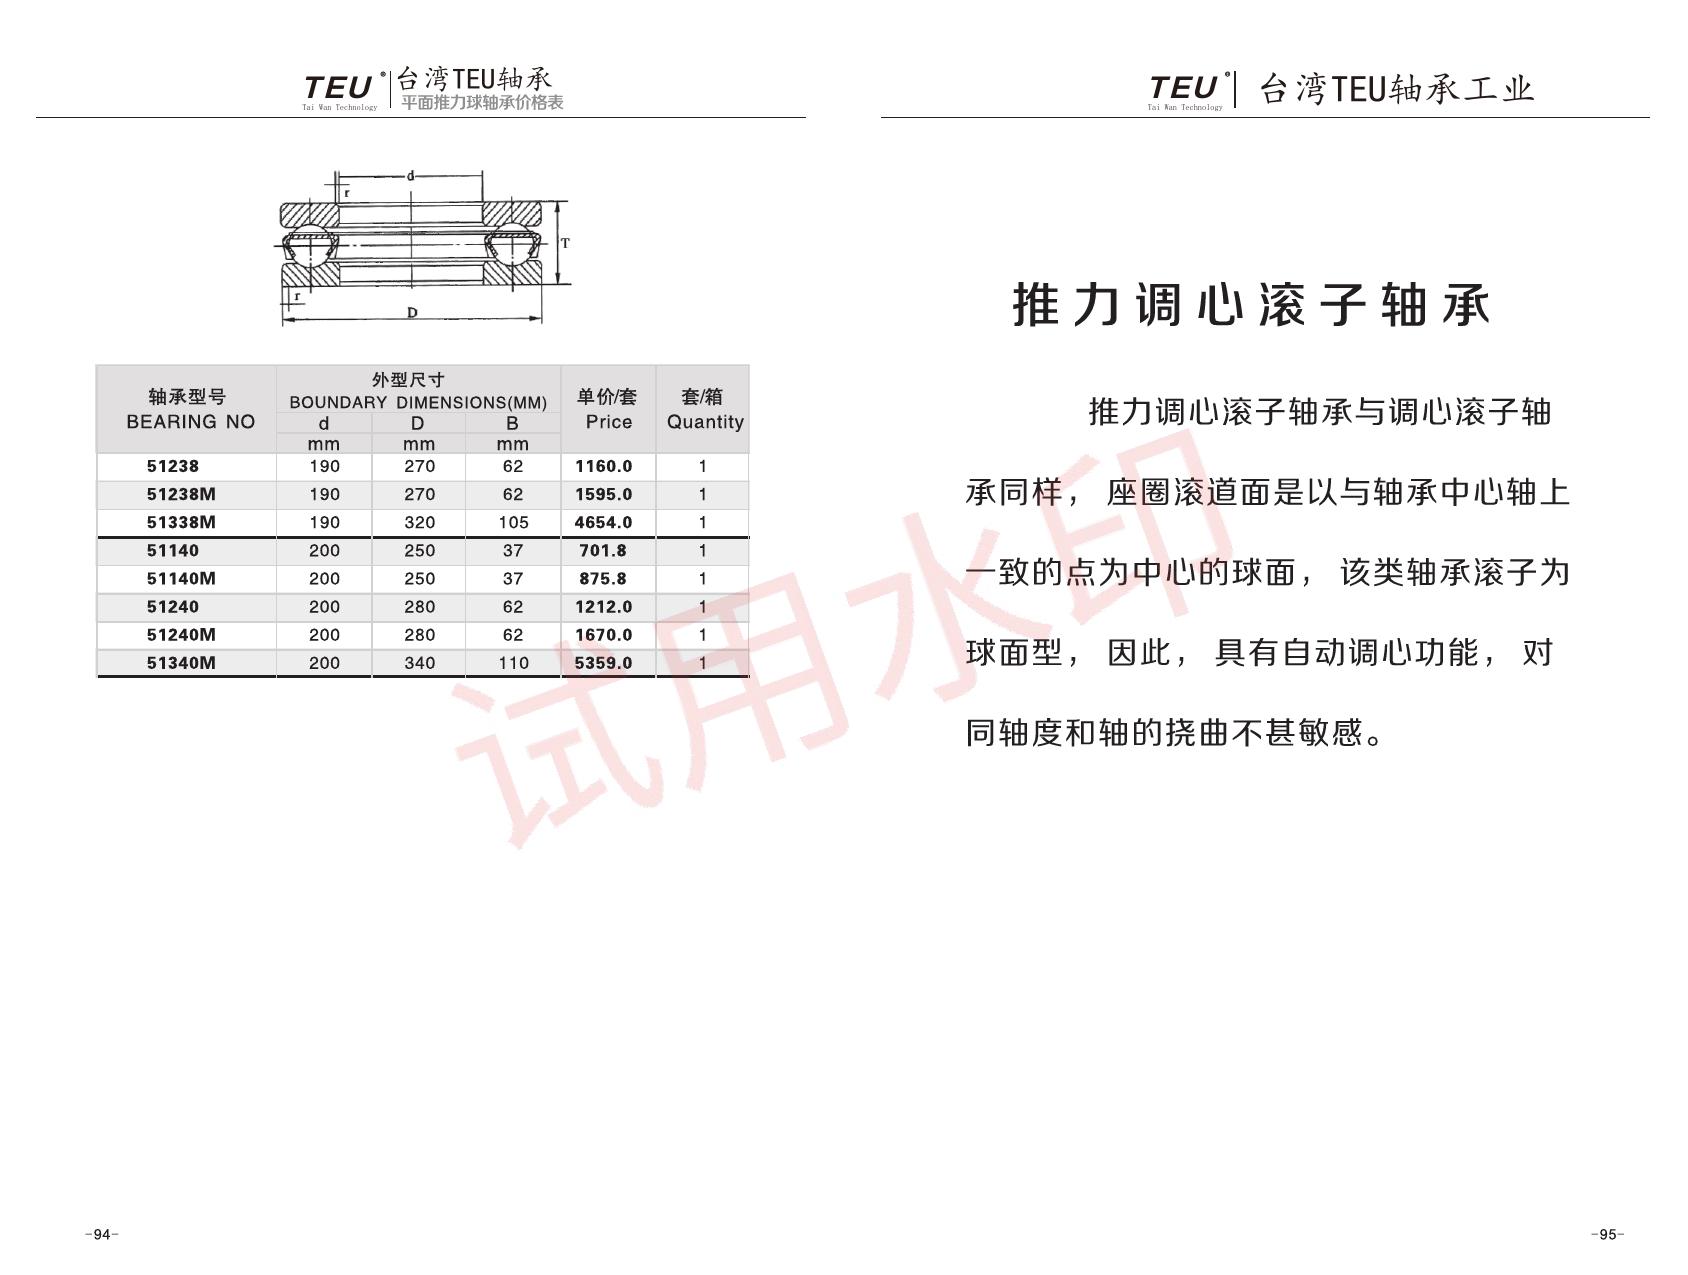 TEU ® 台湾TEU轴承
Tai Wan Technology 平面推力球轴承价格表
d
r
T
r
D
轴承型号 外型尺寸 单价/套 套/箱
BEARING NO BOUNDARY DIMENSIONS(MM) Price Quantity
d D B
mm mm mm
51238 190 270 62 1160.0 1
51238M 190 270 62 1595.0 1
51338M 190 320 105 4654.0 1
51140 200 250 37 701.8 1
51140M 200 250 37 875.8 1
51240 200 280 62 1212.0 1
51240M 200 280 62 1670.0 1
51340M 200 340 110 5359.0 1
-94-
TEU ® 台湾TEU轴承工业
Tai Wan Technology
推力调心滚子轴承
推力调心滚子轴承与调心滚子轴
承同样， 座圈滚道面是以与轴承中心轴上
一致的点为中心的球面， 该类轴承滚子为
球面型， 因此， 具有自动调心功能， 对
同轴度和轴的挠曲不甚敏感。
-95-
试用水印